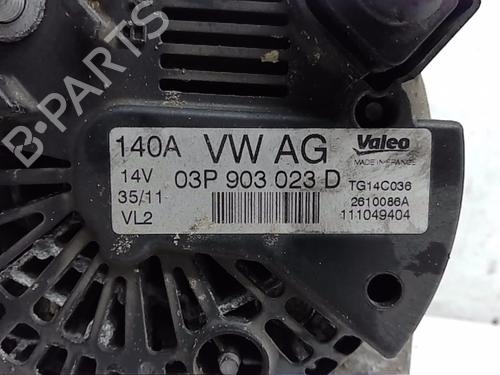 B-PARTS
140A VW AG Valeo
MADE IN FRANCE
14V 03P 903 023 D TG14C036
35/11 2610086A
VL2 111049404